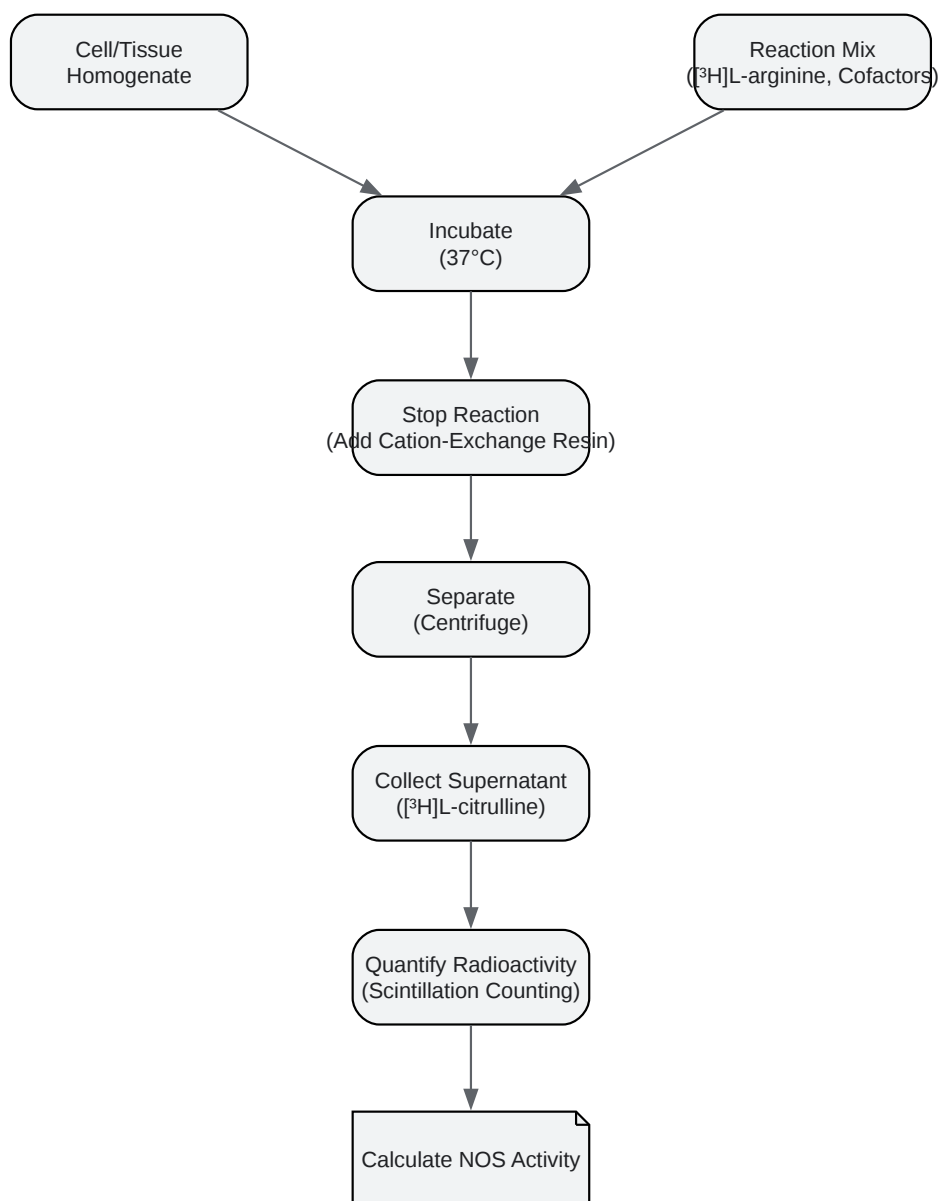 Cell/Tissue
Homogenate
Reaction Mix
([³H]L-arginine, Cofactors)
Incubate
(37°C)
Stop Reaction
(Add Cation-Exchange Resin)
Separate
(Centrifuge)
Collect Supernatant
([³H]L-citrulline)
Quantify Radioactivity
(Scintillation Counting)
Calculate NOS Activity